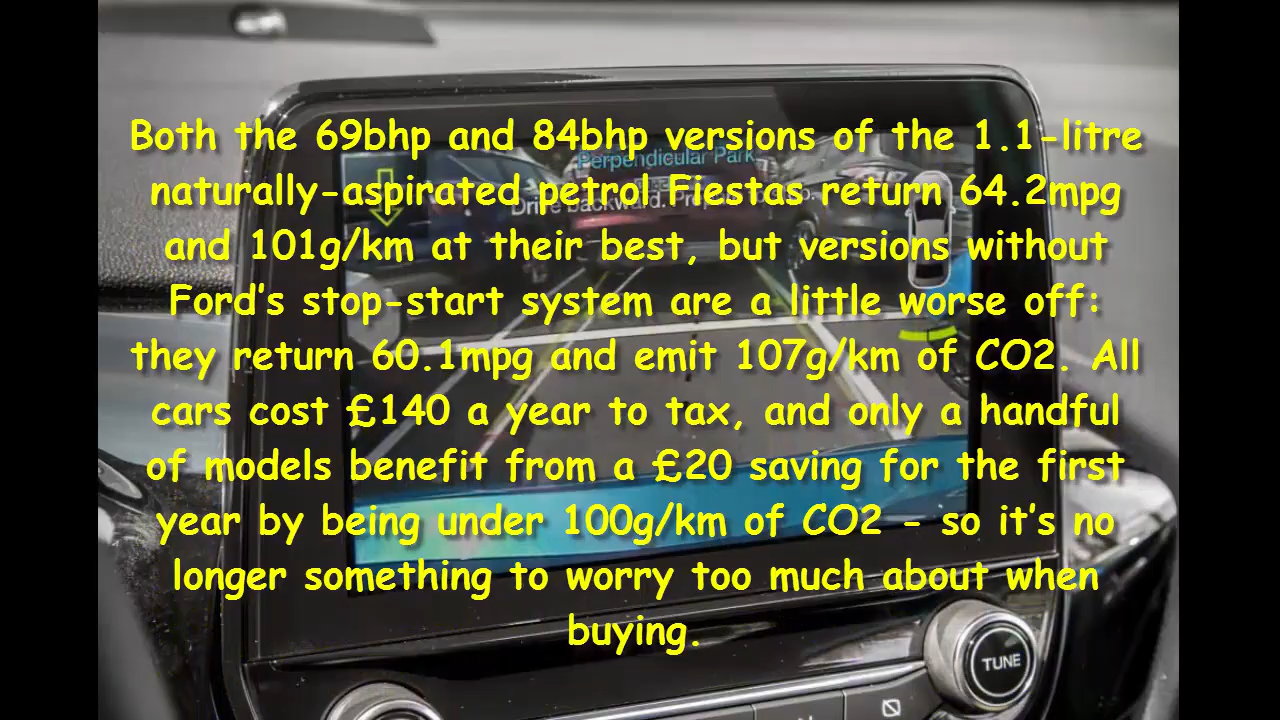 Both the 69bhp and 84bhp versions of the 1.1-litre
naturally-aspirated petrol Fiestas return 64.2mpg
and 101g/km at their best, but versions without
Ford's stop-start system are a little worse off:
they return 60.1mpg and emit 107g/km of CO2. All
cars cost £140 a year to tax, and only a handful
of models benefit from a £20 saving for the first
year by being under 100g/km of CO2 - so it's no
longer something to worry too much about when
buying.
Perpendicular Park
Drive backward.
TUNE